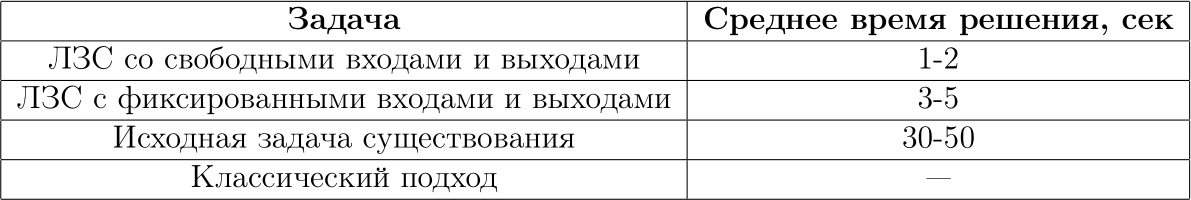 Задача Среднее время решения, сек
ЛЗС со свободными входами и выходами 1-2
ЛЗС с фиксированными входами и выходами 3-5
Исходная задача существования 30-50
Классический подход —